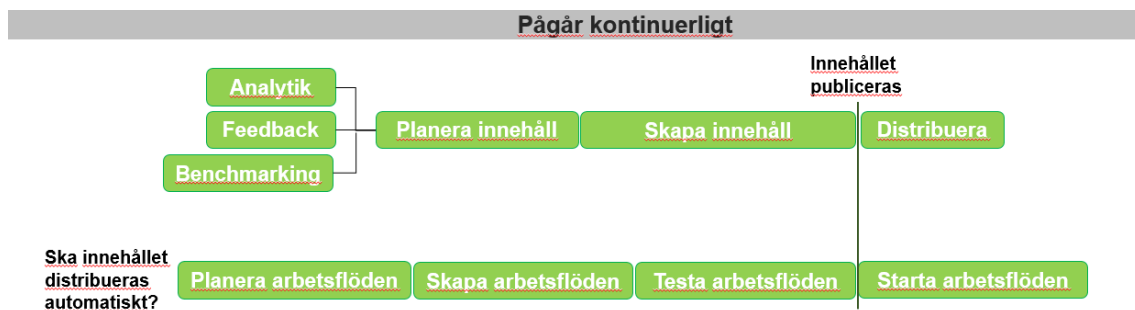 Pågår kontinuerligt
Innehållet
publiceras
Analytik
Feedback
Benchmarking
Planera innehåll
Skapa innehåll
Distribuera
Ska innehållet
distribueras
automatiskt?
Planera arbetsflöden
Skapa arbetsflöden
Testa arbetsflöden
Starta arbetsflöden